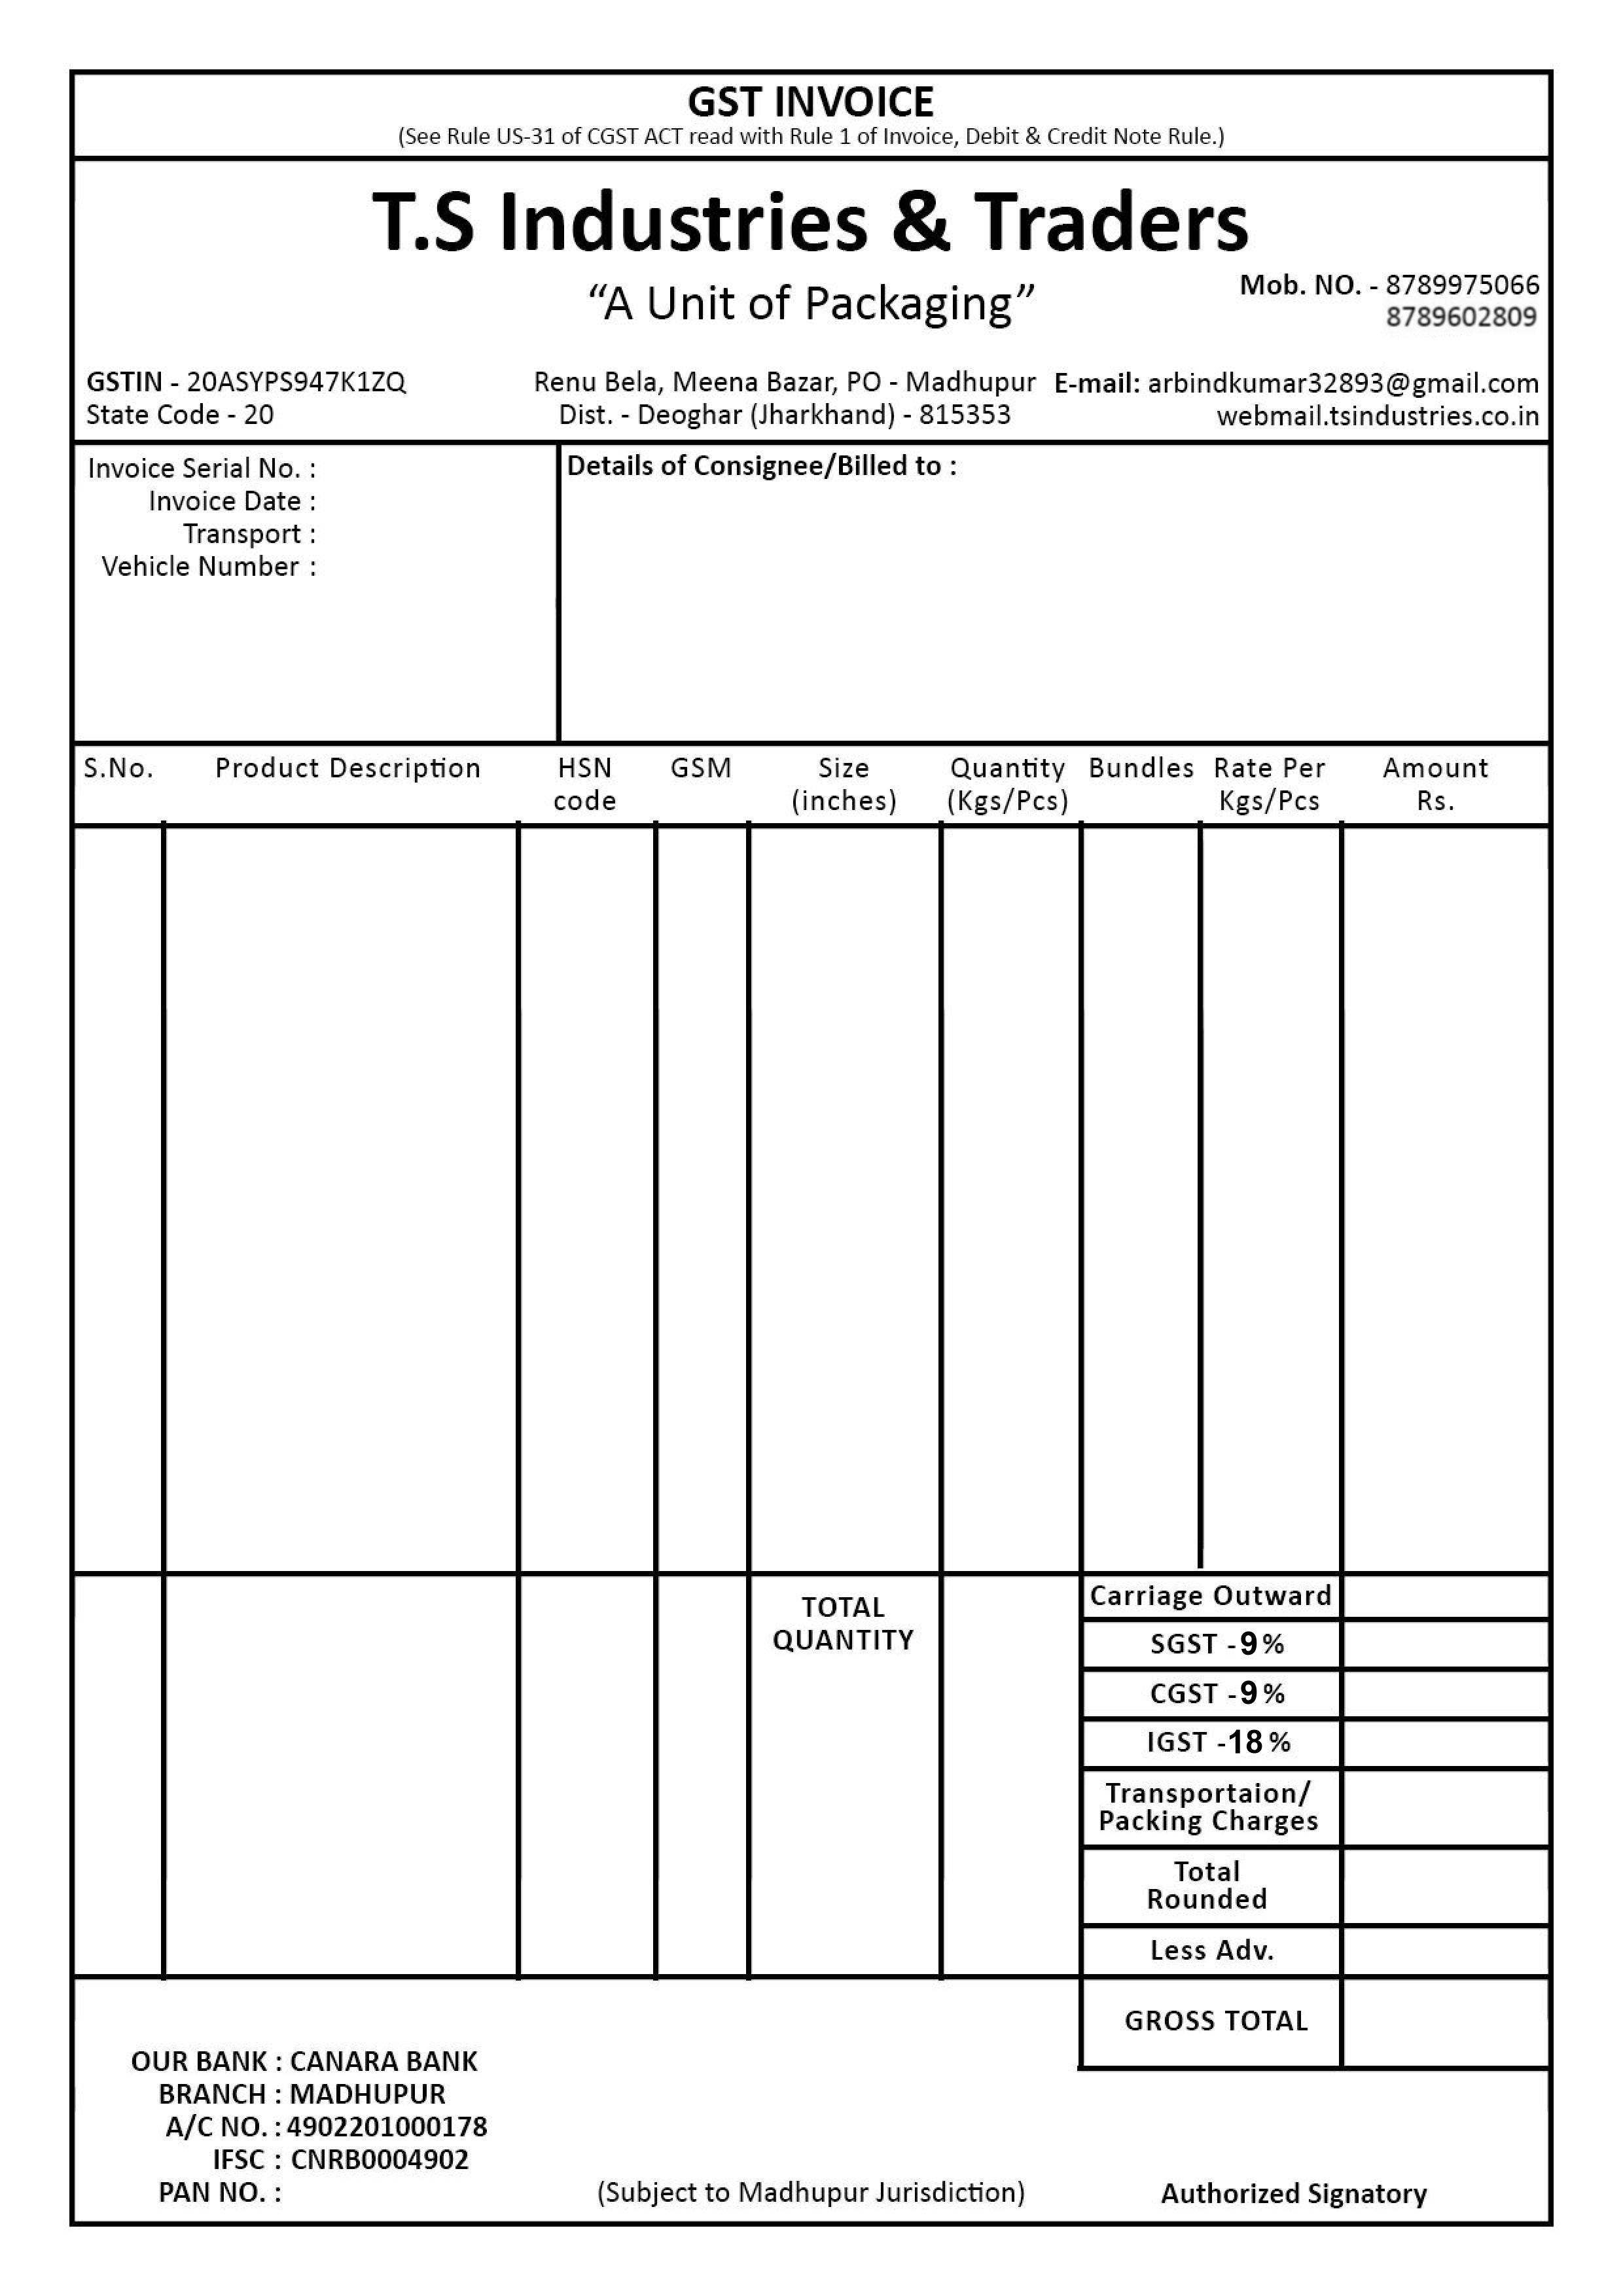 GST INVOICE
(See Rule US-31 of CGST ACT read with Rule 1 of Invoice, Debit & Credit Note Rule.)
T.S Industries & Traders
“A Unit of Packaging”
Mob. NO. - 8789975066
8789602809
GSTIN - 20ASYPS947K1ZQ
State Code - 20
Renu Bela, Meena Bazar, PO - Madhupur
Dist. - Deoghar (Jharkhand) - 815353
E-mail: arbindkumar32893@gmail.com
webmail.tsindustries.co.in
Invoice Serial No. :
Invoice Date :
Transport :
Vehicle Number :
Details of Consignee/Billed to :
S.No. Product Description HSN code GSM Size (inches) Quantity (Kgs/Pcs) Bundles Rate Per Kgs/Pcs Amount Rs.
TOTAL
QUANTITY
Carriage Outward
SGST -9%
CGST -9%
IGST -18%
Transportaion/
Packing Charges
Total
Rounded
Less Adv.
GROSS TOTAL
OUR BANK : CANARA BANK
BRANCH : MADHUPUR
A/C NO. : 4902201000178
IFSC : CNRB0004902
PAN NO. :
(Subject to Madhupur Jurisdiction)
Authorized Signatory